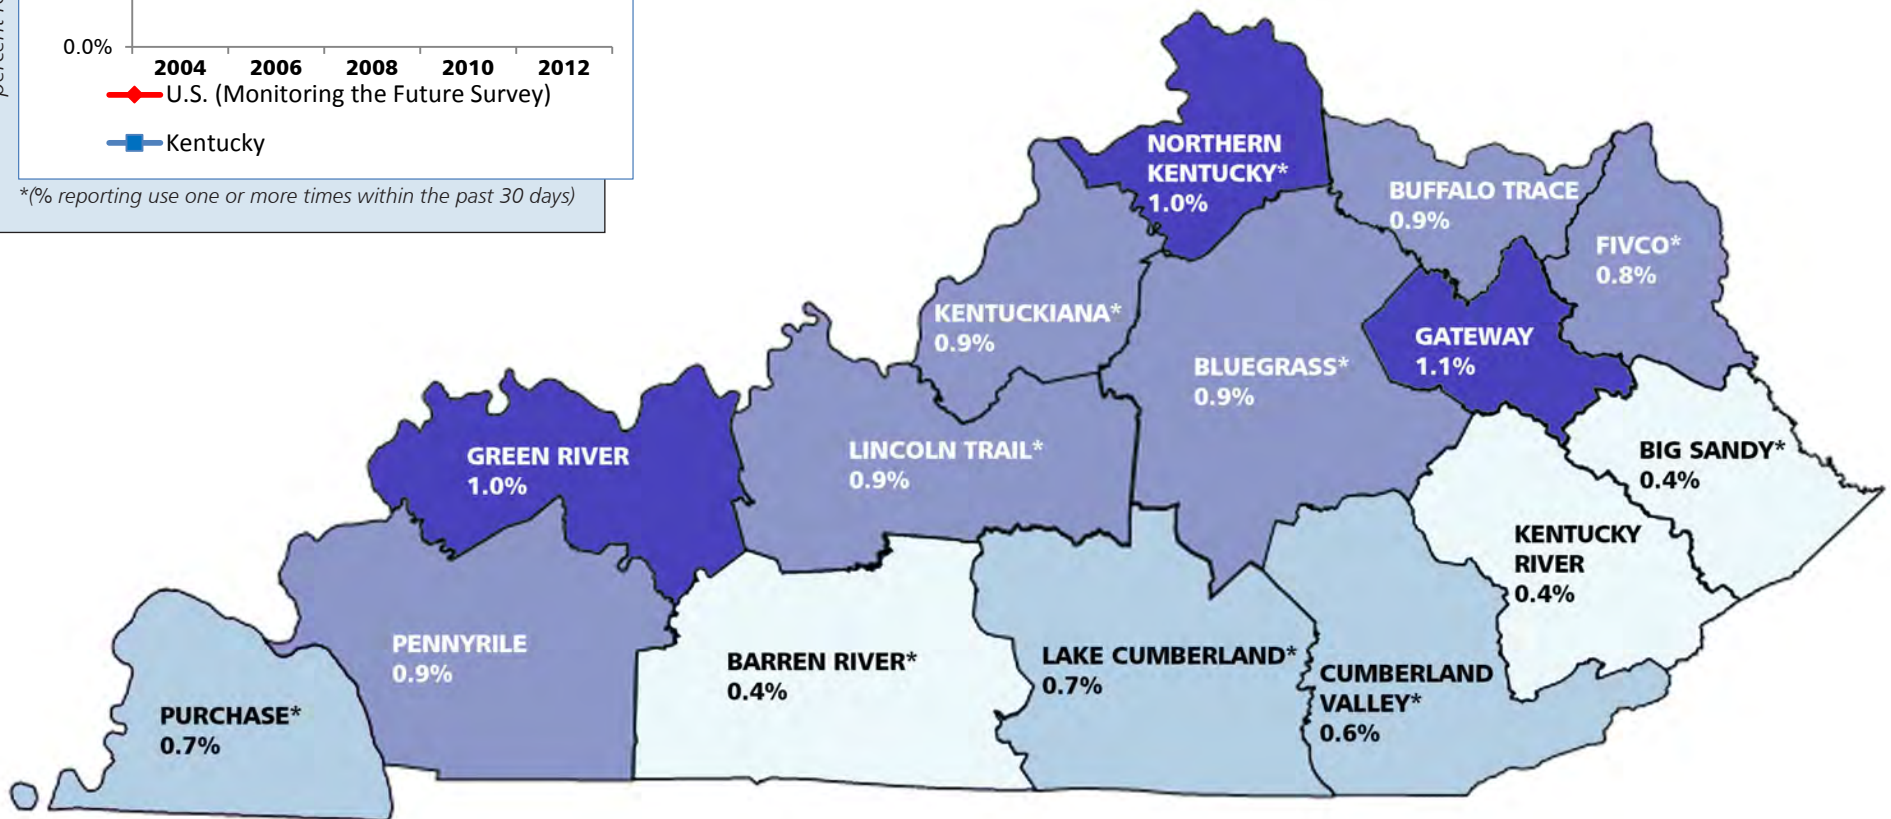 0.0%
2004 2006 2008 2010 2012
U.S. (Monitoring the Future Survey)
Kentucky
*(% reporting use one or more times within the past 30 days)
NORTHERN
KENTUCKY*
1.0%
BUFFALO TRACE
0.9%
FIVCO*
0.8%
KENTUCKIANA*
0.9%
GATEWAY
1.1%
BLUEGRASS*
0.9%
GREEN RIVER
1.0%
LINCOLN TRAIL*
0.9%
BIG SANDY*
0.4%
KENTUCKY
RIVER
0.4%
PENNYRILE
0.9%
BARREN RIVER*
0.4%
LAKE CUMBERLAND*
0.7%
CUMBERLAND
VALLEY*
0.6%
PURCHASE*
0.7%